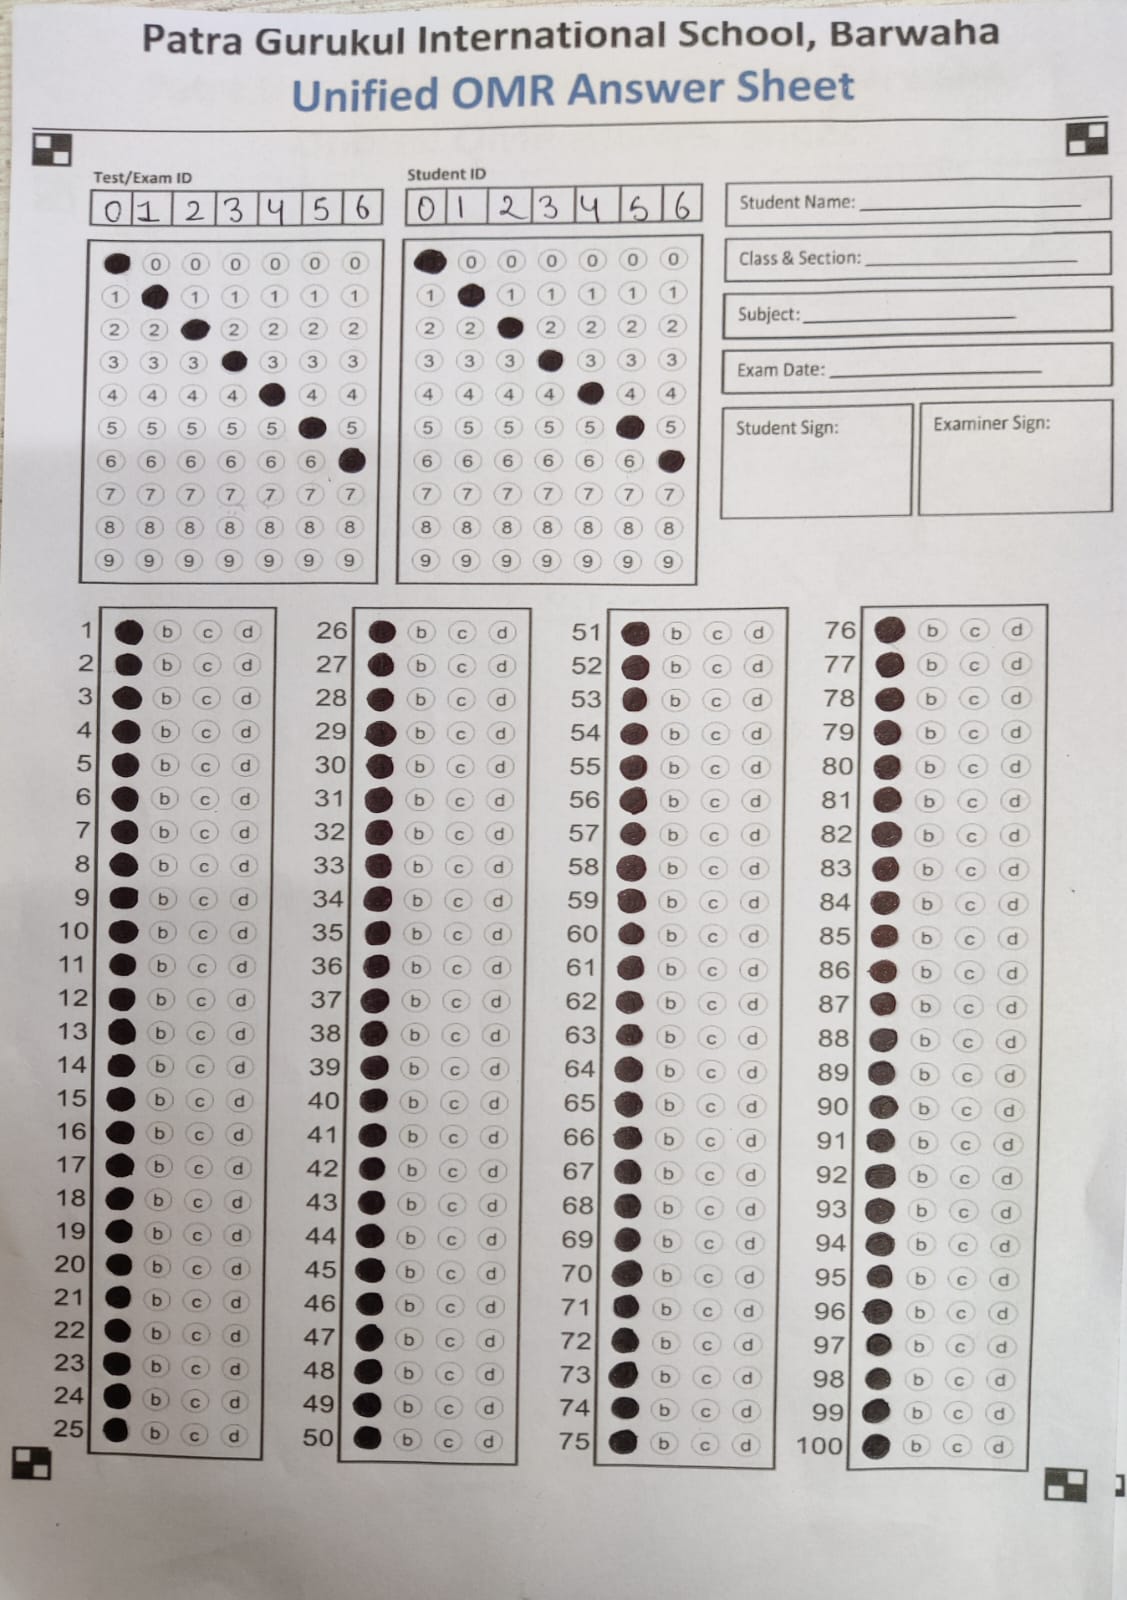 Patra Gurukul International School, Barwaha
Unified OMR Answer Sheet
Test/Exam ID
0 1 2 3 4 5 6
Student ID
0 1 2 3 4 5 6
Student Name:
Class & Section:
Subject:
Exam Date:
Student Sign:
Examiner Sign:
0 0 0 0 0 0
1 1 1 1 1 1
2 2 2 2 2 2
3 3 3 3 3 3
4 4 4 4 4 4
5 5 5 5 5 5
6 6 6 6 6 6
7 7 7 7 7 7 7
8 8 8 8 8 8 8
9 9 9 9 9 9 9
0 0 0 0 0 0
1 1 1 1 1 1
2 2 2 2 2 2
3 3 3 3 3 3
4 4 4 4 4 4
5 5 5 5 5 5
6 6 6 6 6 6
7 7 7 7 7 7 7
8 8 8 8 8 8 8
9 9 9 9 9 9 9
1 b c d
2 b c d
3 b c d
4 b c d
5 b c d
6 b c d
7 b c d
8 b c d
9 b c d
10 b c d
11 b c d
12 b c d
13 b c d
14 b c d
15 b c d
16 b c d
17 b c d
18 b c d
19 b c d
20 b c d
21 b c d
22 b c d
23 b c d
24 b c d
25 b c d
26 b c d
27 b c d
28 b c d
29 b c d
30 b c d
31 b c d
32 b c d
33 b c d
34 b c d
35 b c d
36 b c d
37 b c d
38 b c d
39 b c d
40 b c d
41 b c d
42 b c d
43 b c d
44 b c d
45 b c d
46 b c d
47 b c d
48 b c d
49 b c d
50 b c d
51 b c d
52 b c d
53 b c d
54 b c d
55 b c d
56 b c d
57 b c d
58 b c d
59 b c d
60 b c d
61 b c d
62 b c d
63 b c d
64 b c d
65 b c d
66 b c d
67 b c d
68 b c d
69 b c d
70 b c d
71 b c d
72 b c d
73 b c d
74 b c d
75 b c d
76 b c d
77 b c d
78 b c d
79 b c d
80 b c d
81 b c d
82 b c d
83 b c d
84 b c d
85 b c d
86 b c d
87 b c d
88 b c d
89 b c d
90 b c d
91 b c d
92 b c d
93 b c d
94 b c d
95 b c d
96 b c d
97 b c d
98 b c d
99 b c d
100 b c d